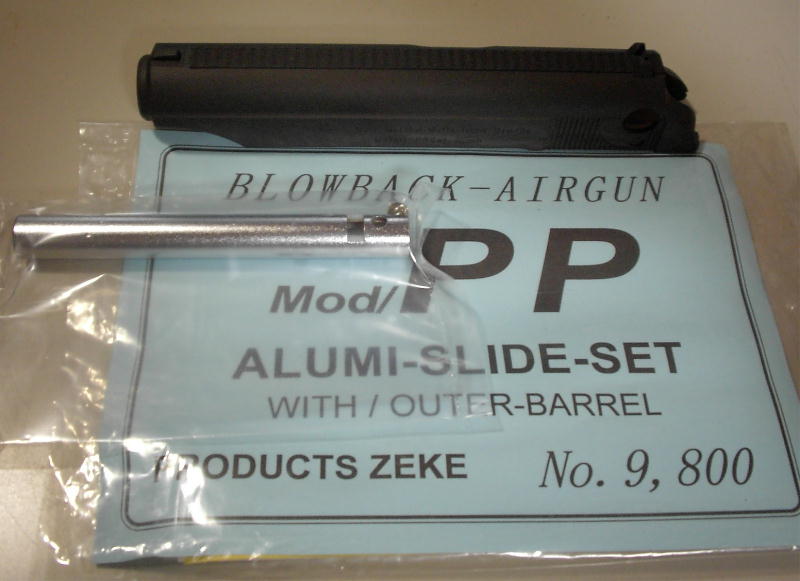 BLOWBACK-AIRGUN
Mod/PP
ALUMI-SLIDE-SET
WITH / OUTER-BARREL
PRODUCTS ZEKE
No. 9,800